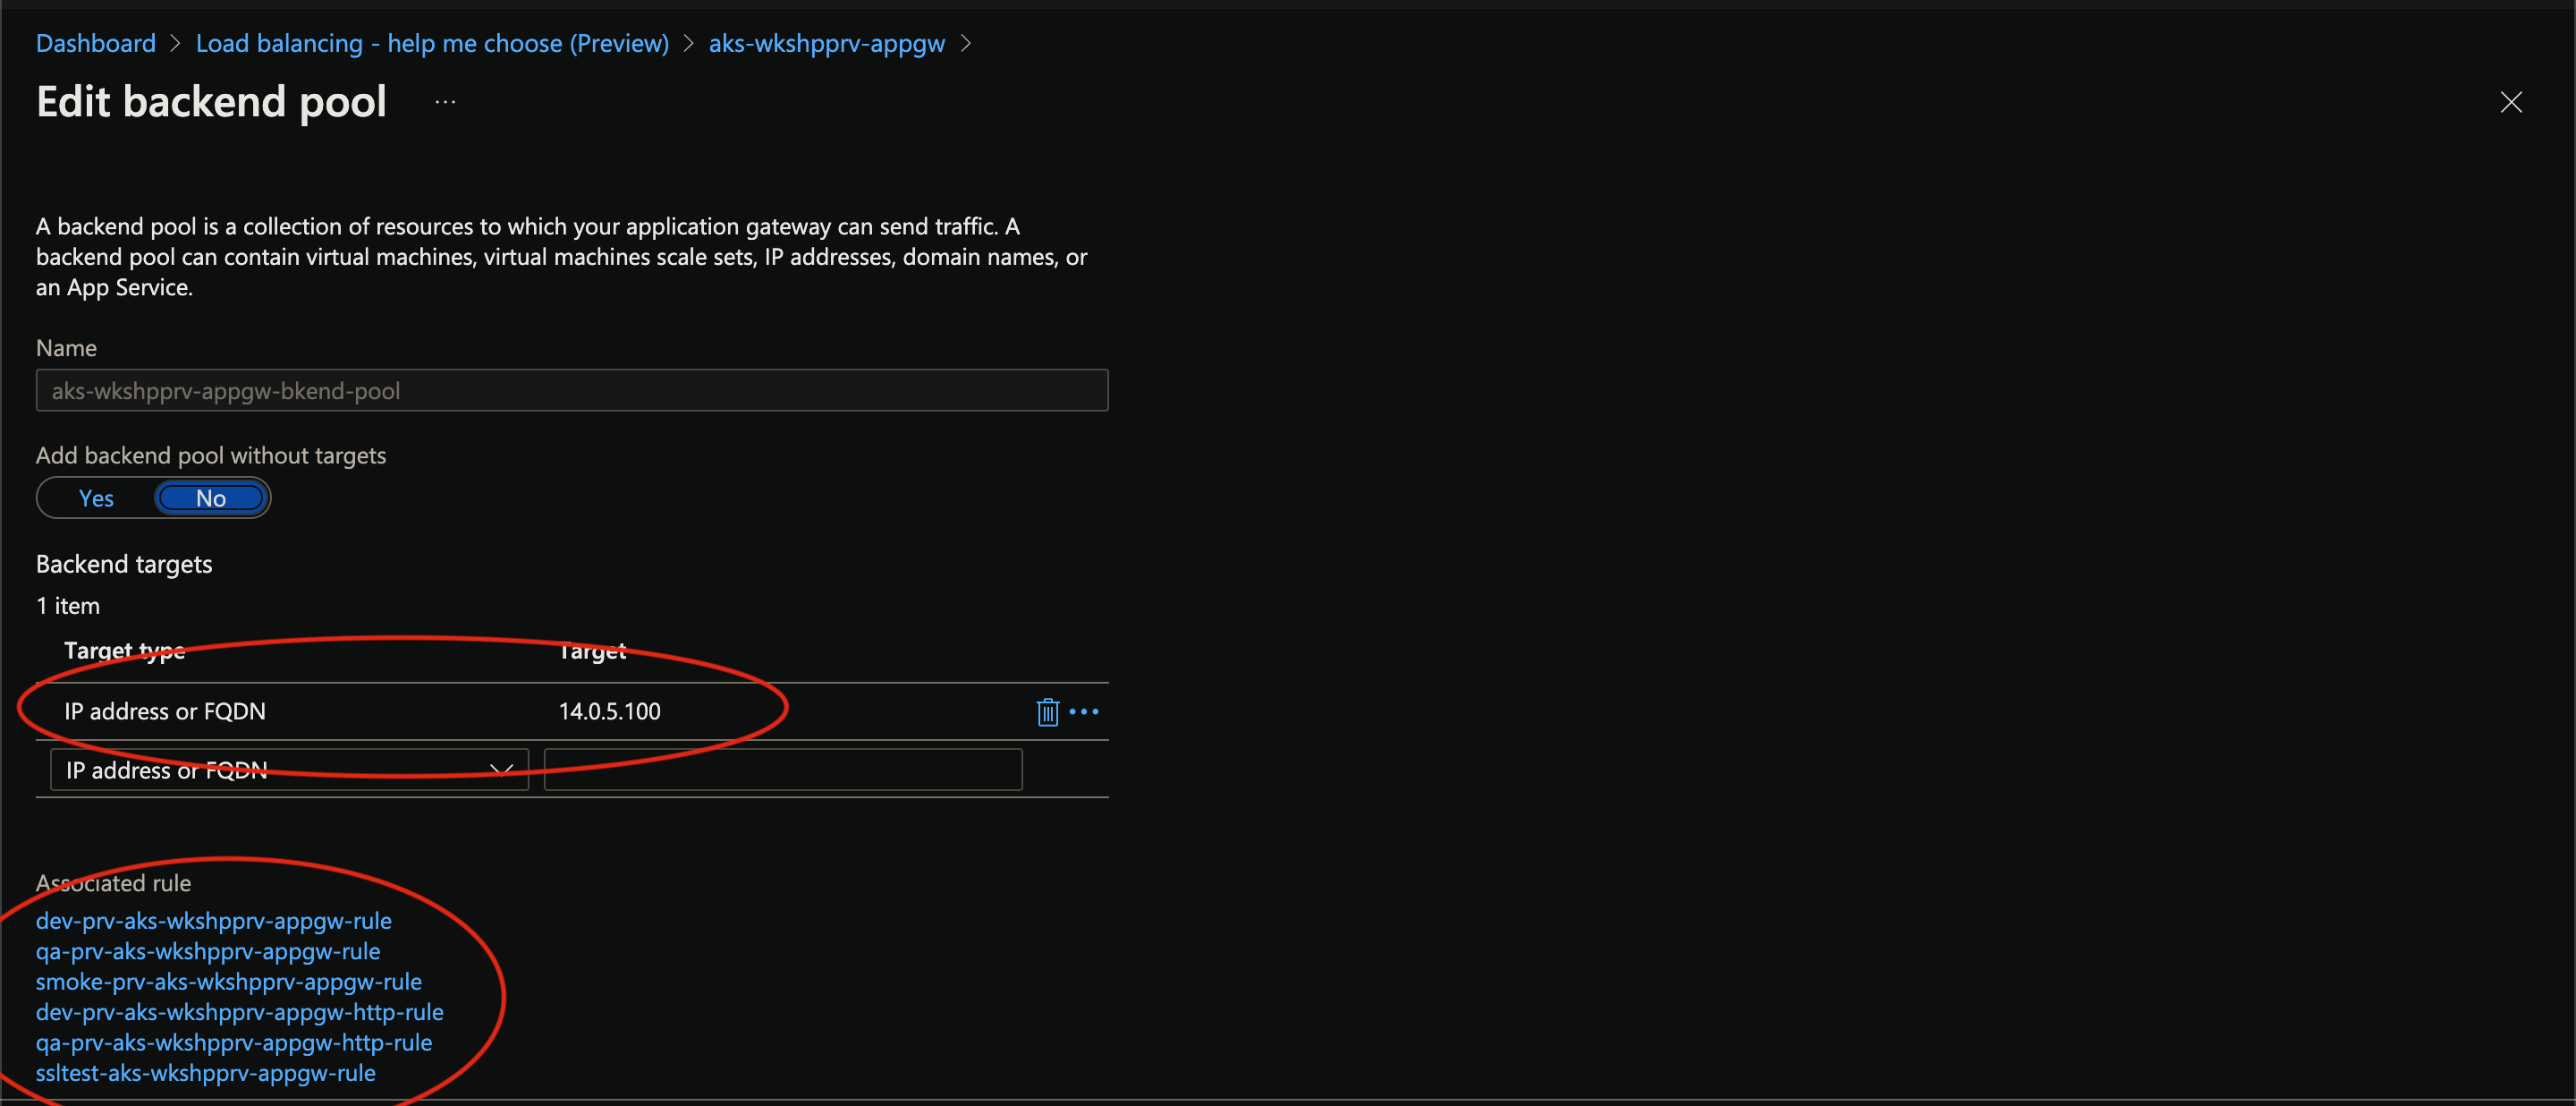 Dashboard > Load balancing - help me choose (Preview) > aks-wkshpprv-appgw >
Edit backend pool ...
A backend pool is a collection of resources to which your application gateway can send traffic. A
backend pool can contain virtual machines, virtual machines scale sets, IP addresses, domain names, or
an App Service.
Name
aks-wkshpprv-appgw-bkend-pool
Add backend pool without targets
Yes No
Backend targets
1 item
Target type Target
IP address or FQDN 14.0.5.100
IP address or FQDN
Associated rule
dev-prv-aks-wkshpprv-appgw-rule
qa-prv-aks-wkshpprv-appgw-rule
smoke-prv-aks-wkshpprv-appgw-rule
dev-prv-aks-wkshpprv-appgw-http-rule
qa-prv-aks-wkshpprv-appgw-http-rule
ssltest-aks-wkshpprv-appgw-rule